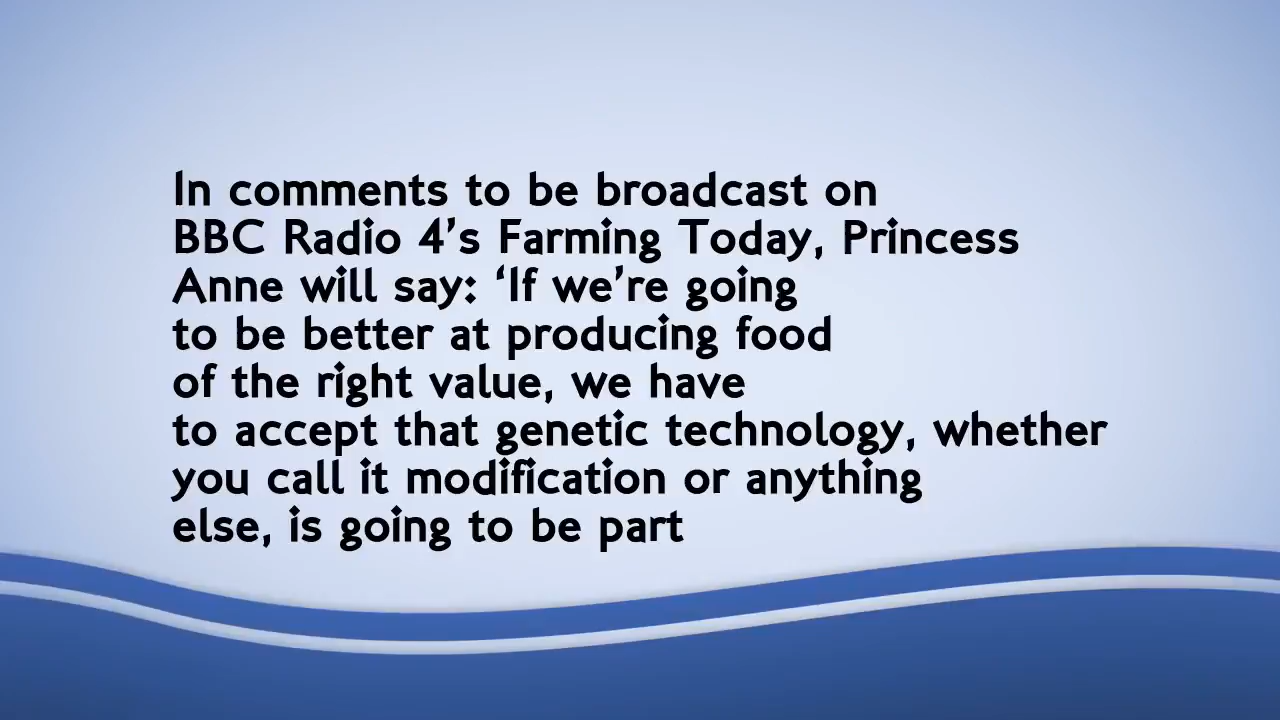 In comments to be broadcast on
BBC Radio 4’s Farming Today, Princess
Anne will say: ‘If we’re going
to be better at producing food
of the right value, we have
to accept that genetic technology, whether
you call it modification or anything
else, is going to be part